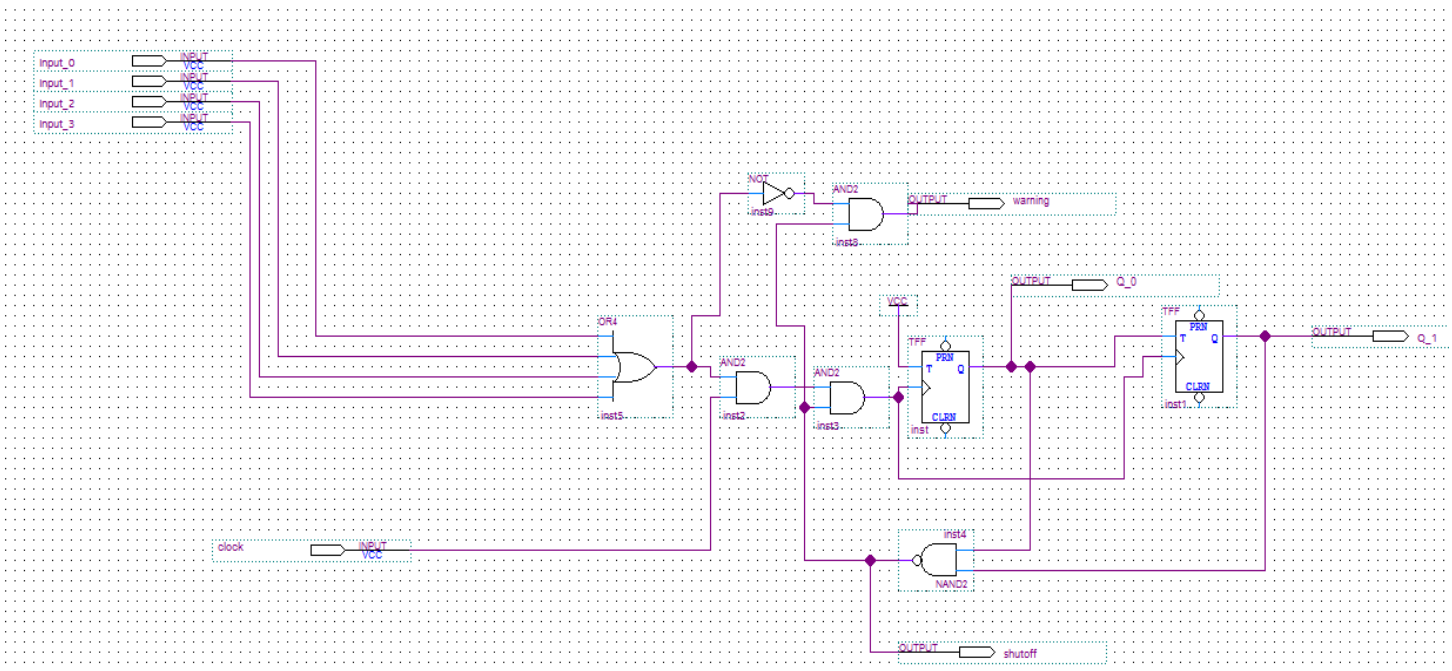 Input_0 INPUT VCC
Input_1 INPUT VCC
Input_2 INPUT VCC
Input_3 INPUT VCC
NOT
inst9
AND2
inst8
OUTPUT warning
OUTPUT Q_0
VCC
OR4
inst5
AND2
inst2
AND2
inst3
TFF
PRN
T Q
CLRN
inst
TFF
PRN
T Q
CLRN
inst1
OUTPUT Q_1
clock INPUT VCC
inst4
NAND2
OUTPUT shutoff